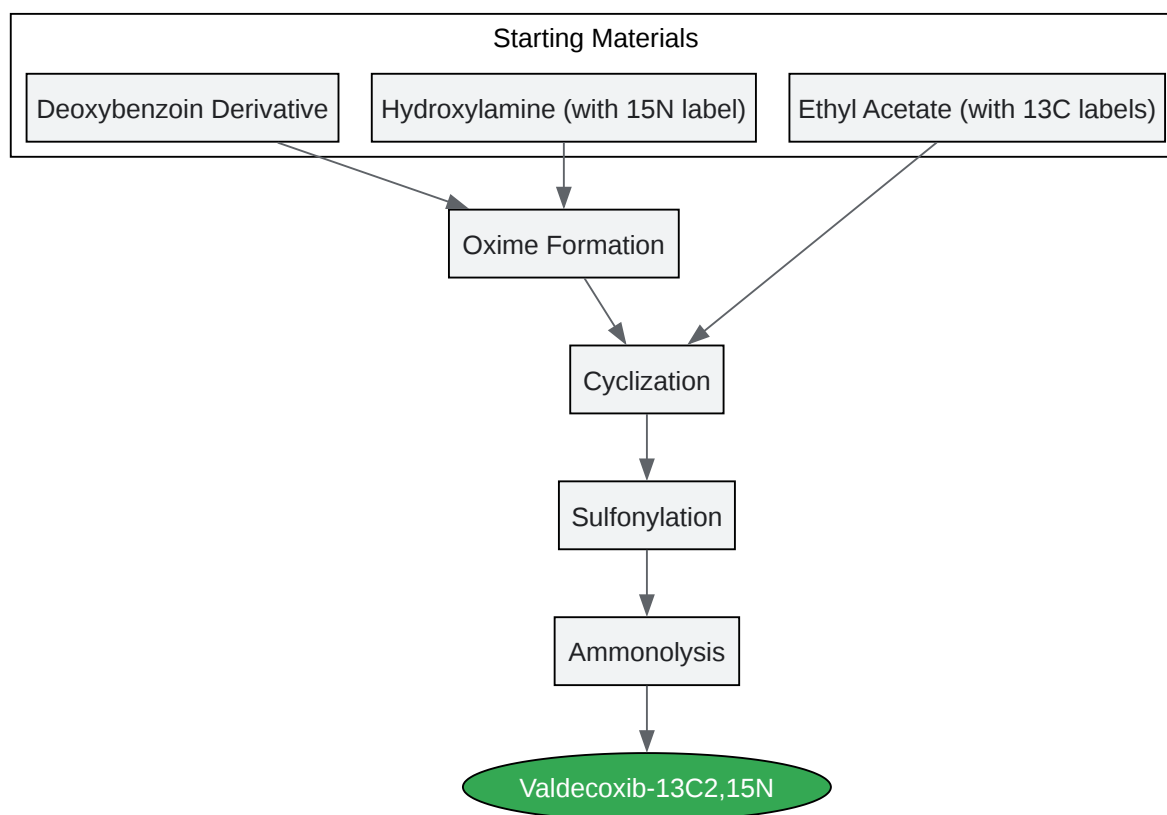 Starting Materials
Deoxybenzoin Derivative
Hydroxylamine (with 15N label)
Ethyl Acetate (with 13C labels)
Oxime Formation
Cyclization
Sulfonylation
Ammonolysis
Valdecoxib-13C2,15N